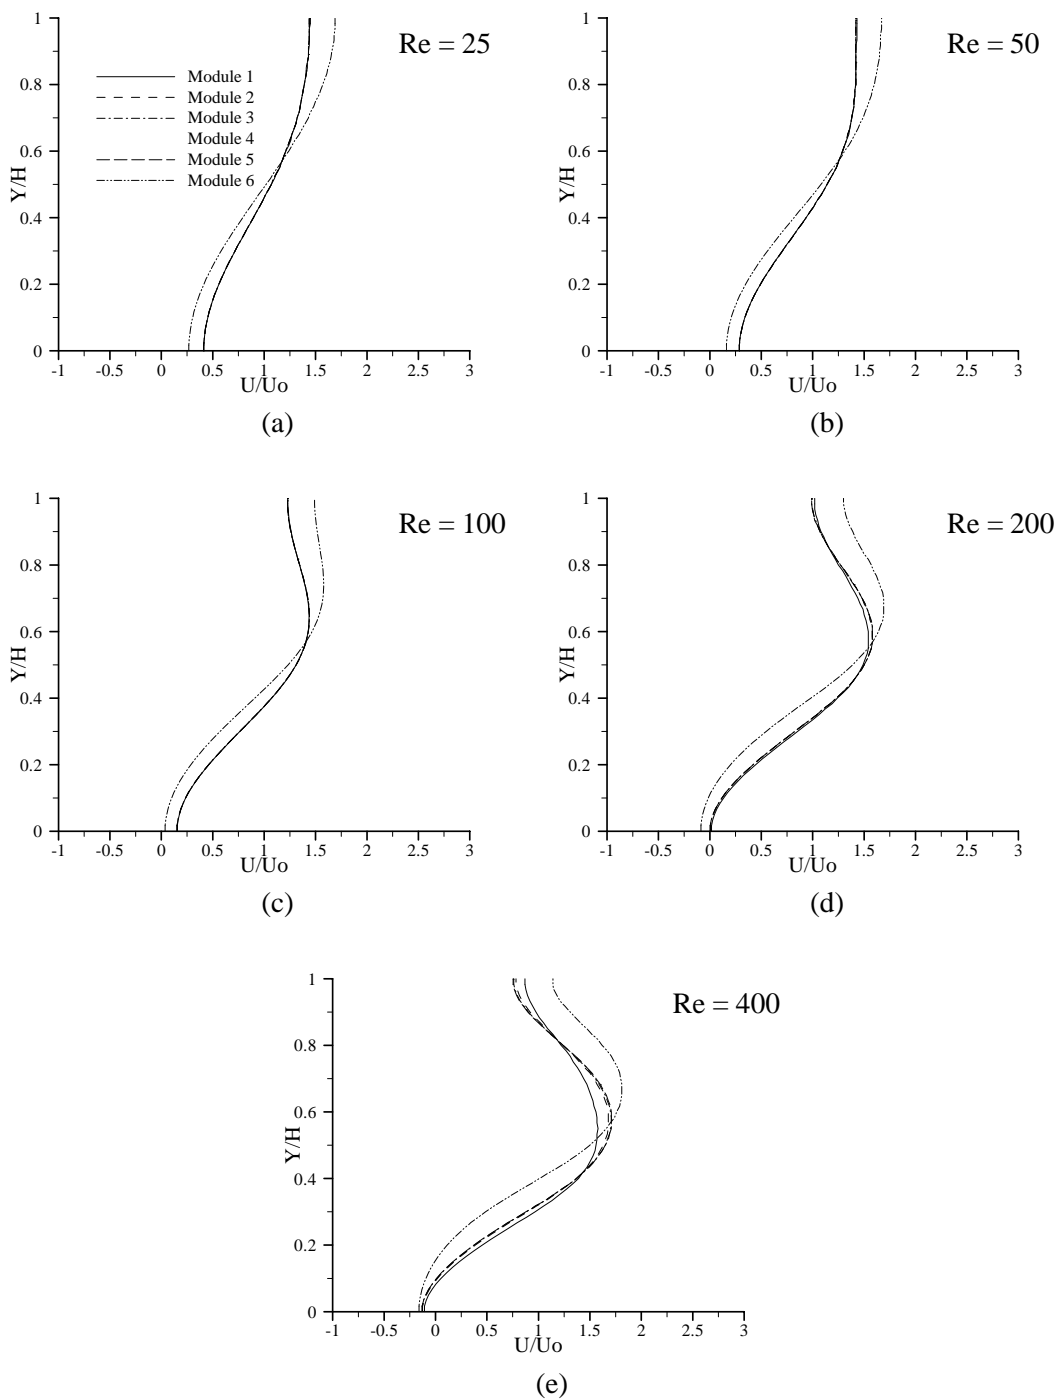 1
0.8
0.6
0.4
0.2
0
Y/H
Re = 25
Module 1
Module 2
Module 3
Module 4
Module 5
Module 6
-1 -0.5 0 0.5 1 1.5 2 2.5 3
U/Uo
(a)
1
0.8
0.6
0.4
0.2
0
Y/H
Re = 50
-1 -0.5 0 0.5 1 1.5 2 2.5 3
U/Uo
(b)
1
0.8
0.6
0.4
0.2
0
Y/H
Re = 100
-1 -0.5 0 0.5 1 1.5 2 2.5 3
U/Uo
(c)
1
0.8
0.6
0.4
0.2
0
Y/H
Re = 200
-1 -0.5 0 0.5 1 1.5 2 2.5 3
U/Uo
(d)
1
0.8
0.6
0.4
0.2
0
Y/H
Re = 400
-1 -0.5 0 0.5 1 1.5 2 2.5 3
U/Uo
(e)